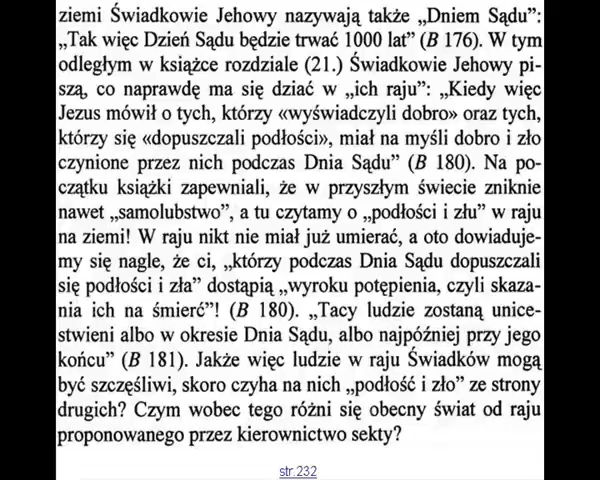 ziemi Świadkowie Jehowy nazywają także „Dniem Sądu”:
„Tak więc Dzień Sądu będzie trwać 1000 lat” (B 176). W tym
odległym w książce rozdziale (21.) Świadkowie Jehowy pi-
szą, co naprawdę ma się dziać w „ich raju”: „Kiedy więc
Jezus mówił o tych, którzy «wyświadczyli dobro» oraz tych,
którzy się «dopuszczali podłości», miał na myśli dobro i zło
czynione przez nich podczas Dnia Sądu” (B 180). Na po-
czątku książki zapewniali, że w przyszłym świecie zniknie
nawet „samolubstwo”, a tu czytamy o „podłości i złu” w raju
na ziemi! W raju nikt nie miał już umierać, a oto dowiaduje-
my się nagle, że ci, „którzy podczas Dnia Sądu dopuszczali
się podłości i zła” dostąpią „wyroku potępienia, czyli skaza-
nia ich na śmierć”! (B 180). „Tacy ludzie zostaną unice-
stwieni albo w okresie Dnia Sądu, albo najpóźniej przy jego
końcu” (B 181). Jakże więc ludzie w raju Świadków mogą
być szczęśliwi, skoro czyha na nich „podłość i zło” ze strony
drugich? Czym wobec tego różni się obecny świat od raju
proponowanego przez kierownictwo sekty?
str.232